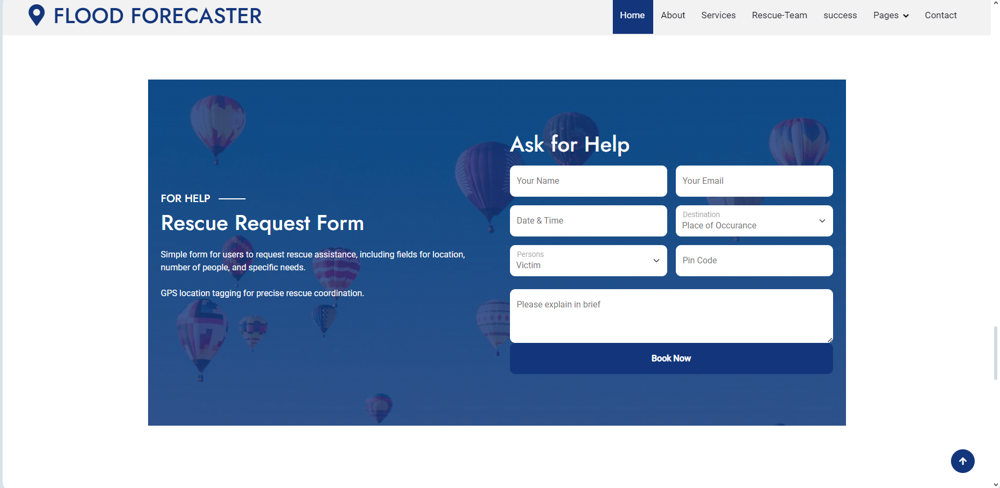 FLOOD FORECASTER
Home About Services Rescue-Team success Pages Contact
FOR HELP
Rescue Request Form
Simple form for users to request rescue assistance, including fields for location,
number of people, and specific needs.
GPS location tagging for precise rescue coordination.
Ask for Help
Your Name
Your Email
Date & Time
Destination
Place of Occurance
Persons
Victim
Pin Code
Please explain in brief
Book Now